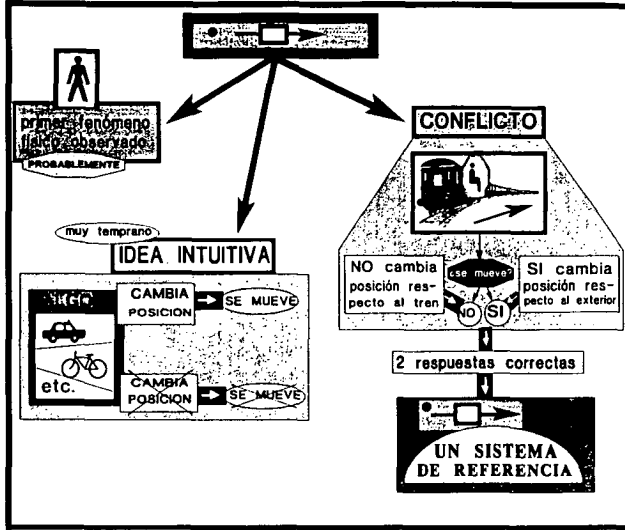 primer fenómeno
físico observado
PROBABLEMENTE
muy temprano
IDEA INTUITIVA
CAMBIA
POSICION
SE MUEVE
etc.
CAMBIA
POSICION
SE MUEVE
CONFLICTO
¿se mueve?
NO cambia
posición res-
pecto al tren
SI cambia
posición res-
pecto al exterior
NO
SI
2 respuestas correctas
UN SISTEMA
DE REFERENCIA